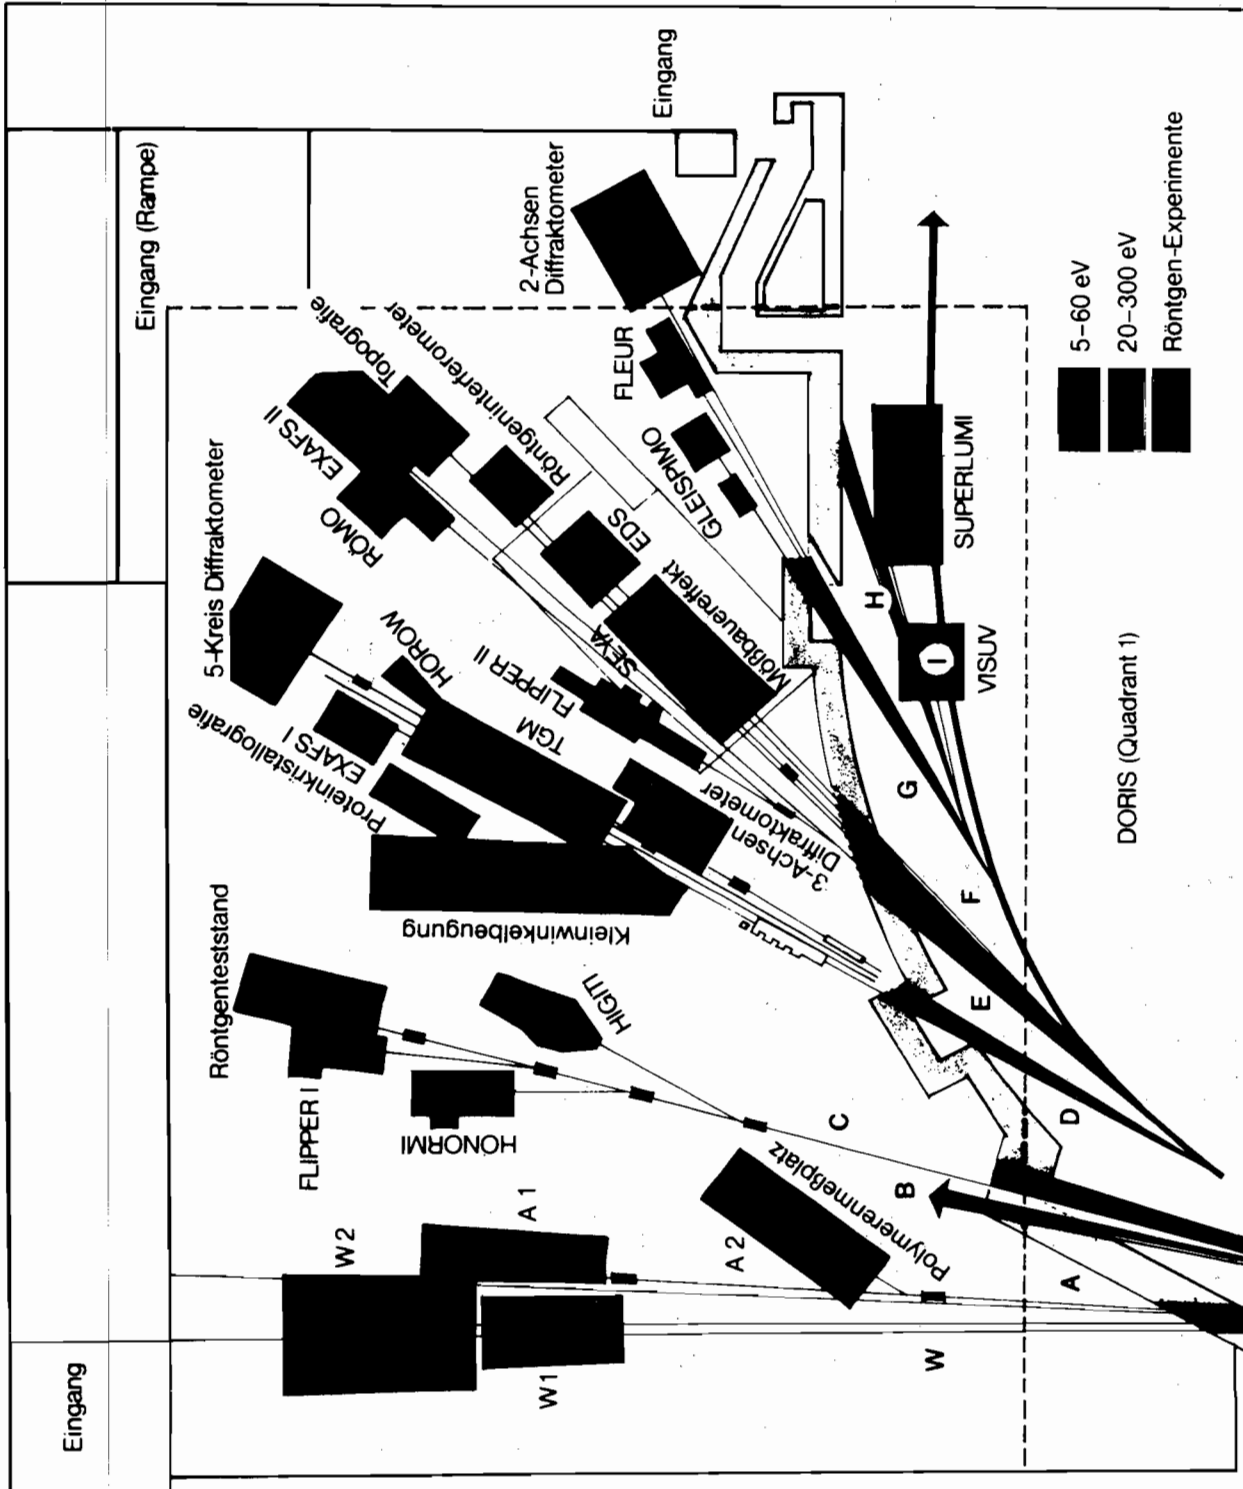 Eingang
Eingang (Rampe)
Eingang
2-Achsen
Diffraktometer
Topografie
Röntgeninterferometer
FLEUR
EXAFS II
RÖMO
GLEISPIMO
EDS
5-Kreis Diffraktometer
Mößbauereffekt
SEYA
FLIPPER II
HOROW
TGM
EXAFS I
Proteinkristallografie
3-Achsen
Diffraktometer
Kleinwinkelbeugung
Röntgenteststand
FLIPPER I
HIGITI
HONORMI
Polymerenmeßplatz
W 2
A 1
A 2
W1
W
A
B
C
D
E
F
G
H
I
SUPERLUMI
VISUV
DORIS (Quadrant 1)
5–60 eV
20–300 eV
Röntgen-Experimente